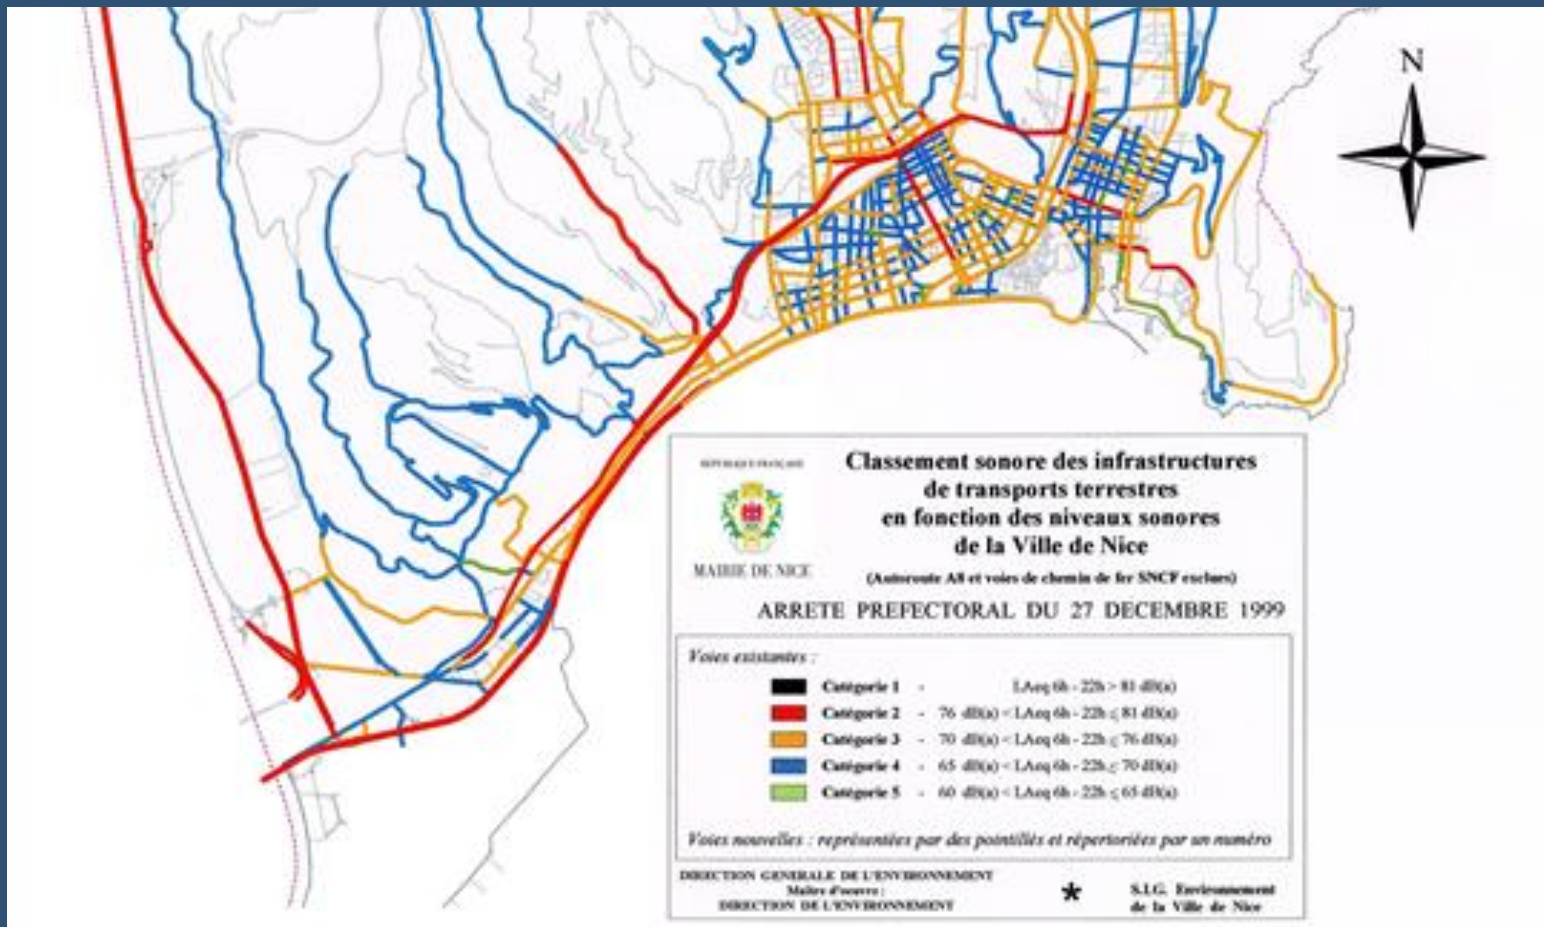 N
REPUBLIQUE FRANÇAISE
MAIRIE DE NICE
Classement sonore des infrastructures
de transports terrestres
en fonction des niveaux sonores
de la Ville de Nice
(Autoroute A8 et voies de chemin de fer SNCF exclues)
ARRETE PREFECTORAL DU 27 DECEMBRE 1999
Voies existantes :
Catégorie 1 - LAeq 6h - 22h > 81 dB(a)
Catégorie 2 - 76 dB(a) < LAeq 6h - 22h ≤ 81 dB(a)
Catégorie 3 - 70 dB(a) < LAeq 6h - 22h ≤ 76 dB(a)
Catégorie 4 - 65 dB(a) < LAeq 6h - 22h ≤ 70 dB(a)
Catégorie 5 - 60 dB(a) < LAeq 6h - 22h ≤ 65 dB(a)
Voies nouvelles : représentées par des pointillés et répertoriées par un numéro
DIRECTION GENERALE DE L'ENVIRONNEMENT
Maître d'oeuvre :
DIRECTION DE L'ENVIRONNEMENT
*
S.I.G. Environnement
de la Ville de Nice